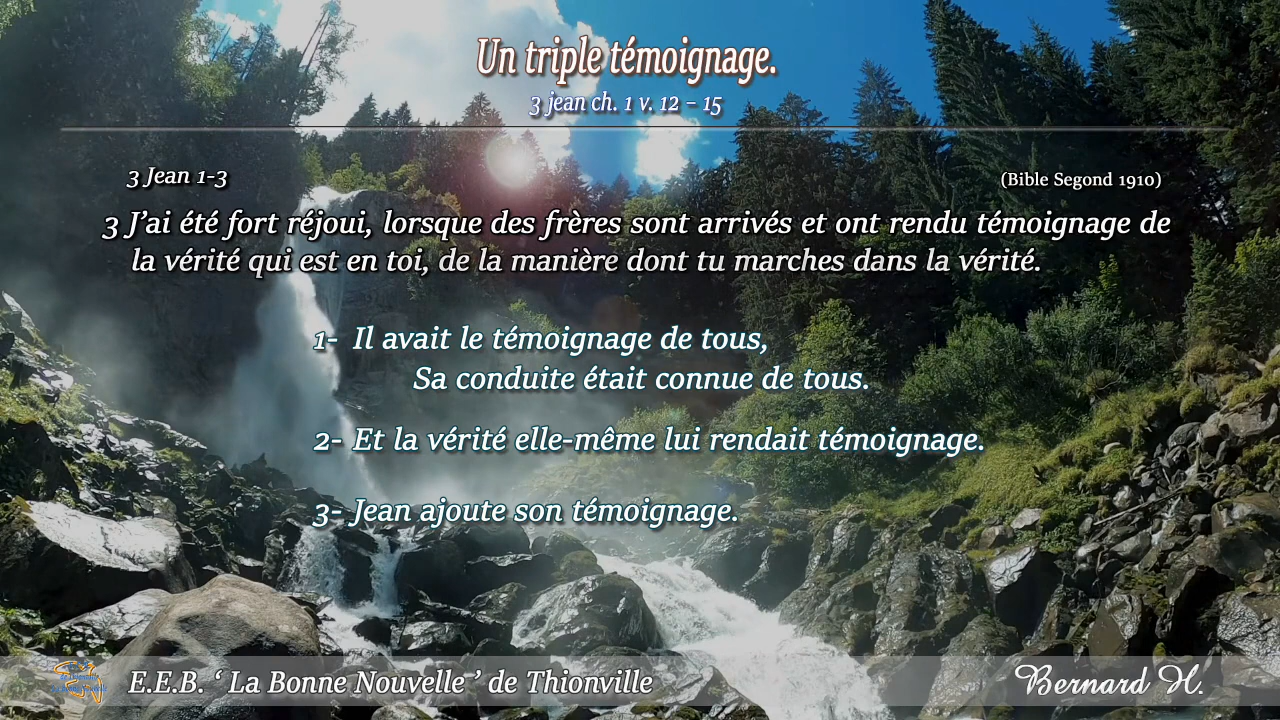 Un triple témoignage.
3 jean ch. 1 v. 12 – 15
3 Jean 1-3
(Bible Segond 1910)
3 J’ai été fort réjoui, lorsque des frères sont arrivés et ont rendu témoignage de
la vérité qui est en toi, de la manière dont tu marches dans la vérité.
1- Il avait le témoignage de tous,
Sa conduite était connue de tous.
2- Et la vérité elle-même lui rendait témoignage.
3- Jean ajoute son témoignage.
E.E.B. ‘ La Bonne Nouvelle ’ de Thionville
Bernard H.